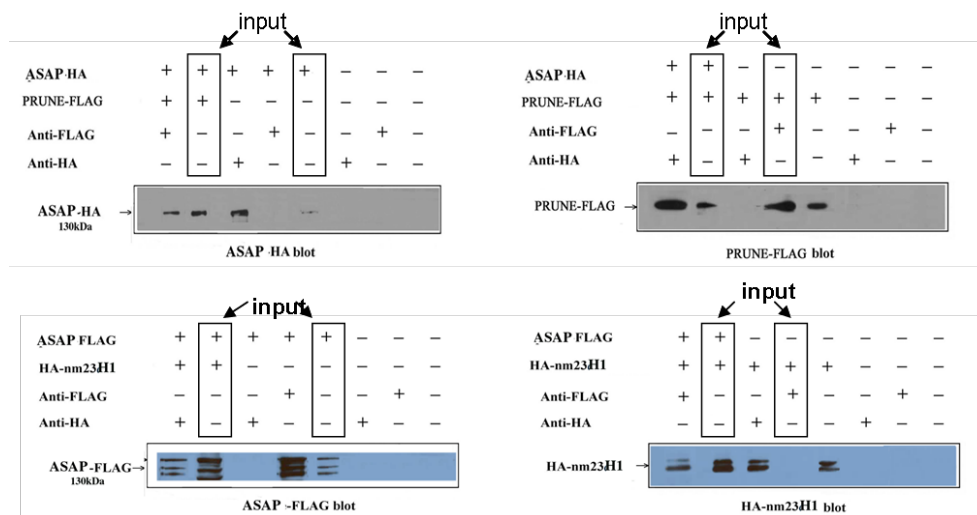 input
ASAP-HA + + + + + − − −
PRUNE-FLAG + + − − − − − −
Anti-FLAG + − − + − − + −
Anti-HA − − + − − + − −
ASAP-HA
130kDa
ASAP-HA blot
input
ASAP-HA + + − − − − − −
PRUNE-FLAG + + + + + − − −
Anti-FLAG − − − + − − + −
Anti-HA + − + − − + − −
PRUNE-FLAG
PRUNE-FLAG blot
input
ASAP FLAG + + + + + − − −
HA-nm23H1 + + − − − − − −
Anti-FLAG − − − + − − + −
Anti-HA + − + − − + − −
ASAP-FLAG
130kDa
ASAP-FLAG blot
input
ASAP FLAG + + − − − − − −
HA-nm23H1 + + + + + − − −
Anti-FLAG + − − + − − + −
Anti-HA − − + − − + − −
HA-nm23H1
HA-nm23H1 blot